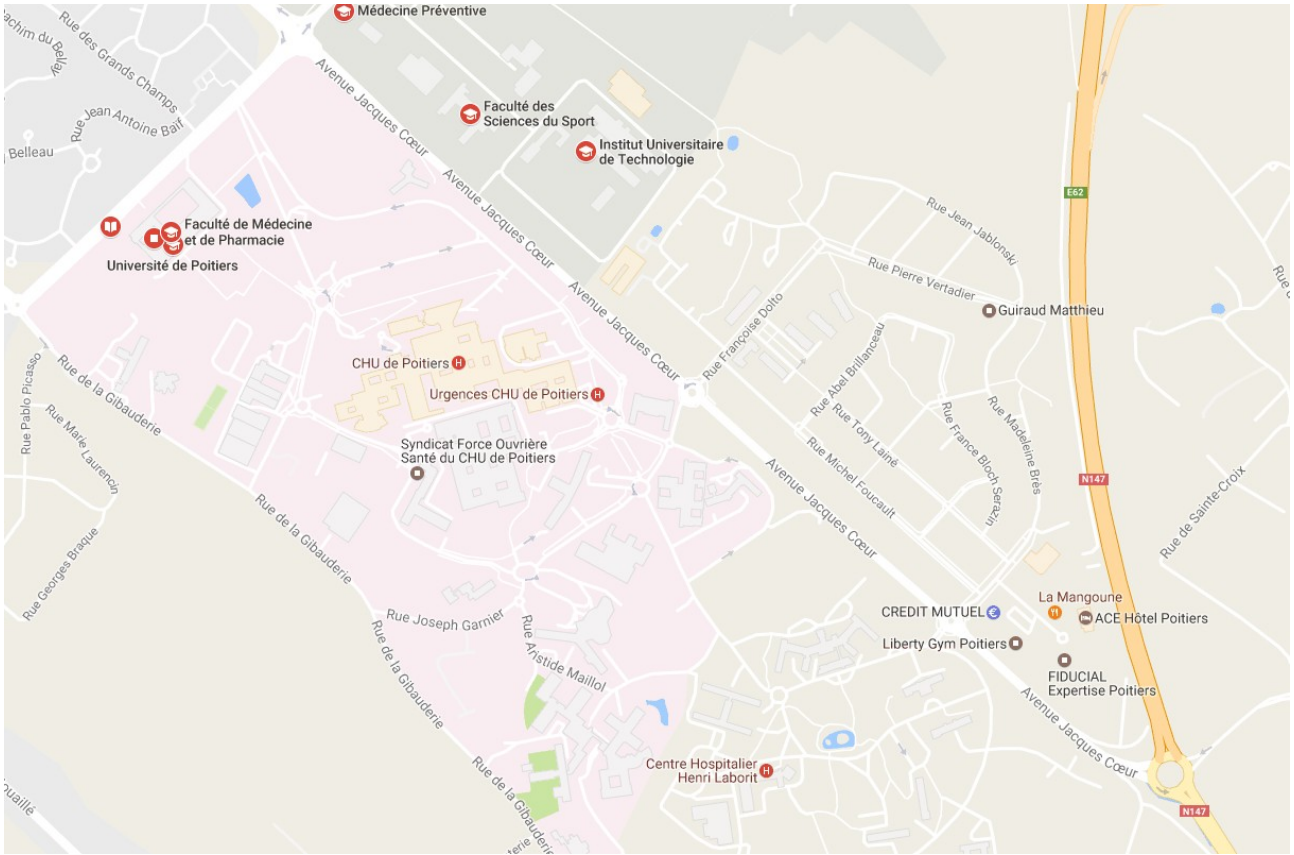 Médecine Préventive
Rue des Grands Champs
Rue Jean Antoine Baïf
Belleau
Avenue Jacques Cœur
Faculté des
Sciences du Sport
Institut Universitaire
de Technologie
Avenue Jacques Cœur
E62
Rue Jean Jablonski
Faculté de Médecine
et de Pharmacie
Université de Poitiers
Rue Pierre Vertadier
Guiraud Matthieu
Avenue Jacques Cœur
Rue Françoise Dolto
Rue Abel Brillanceau
CHU de Poitiers
H
Urgences CHU de Poitiers
H
Rue Pablo Picasso
Rue de la Gibauderie
Rue Marie Laurencin
Syndicat Force Ouvrière
Santé du CHU de Poitiers
Rue Tony Lainé
Rue Michel Foucault
Rue France Bloch Serazin
Rue Madeleine Brès
N147
Rue de Sainte-Croix
Avenue Jacques Cœur
Rue de la Gibauderie
Rue Georges Braque
Rue Joseph Garnier
Rue Aristide Maillol
Rue de la Gibauderie
CREDIT MUTUEL
€
La Mangoune
ACE Hôtel Poitiers
Liberty Gym Poitiers
FIDUCIAL
Expertise Poitiers
Avenue Jacques Cœur
Rue de la Gibauderie
Centre Hospitalier
Henri Laborit
H
N147